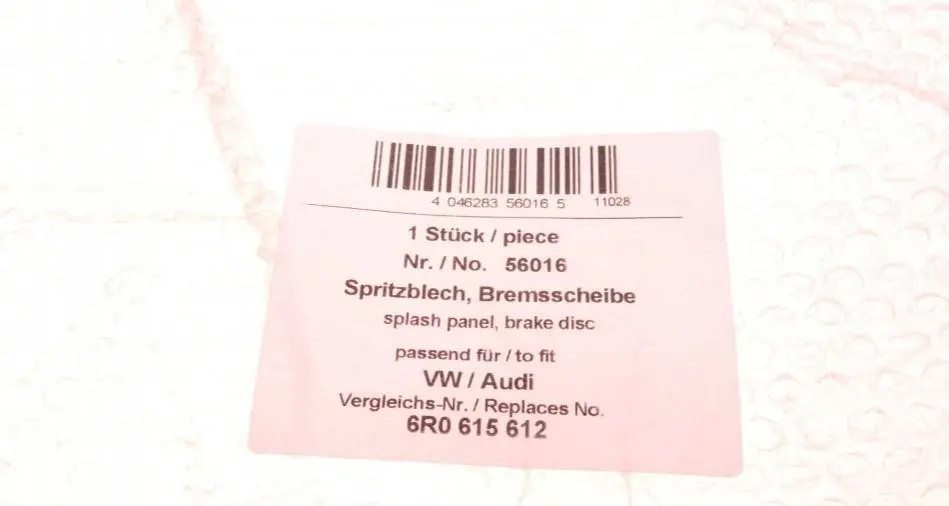 4 046283 56016 5 11028
1 Stück / piece
Nr. / No. 56016
Spritzblech, Bremsscheibe
splash panel, brake disc
passend für / to fit
VW / Audi
Vergleichs-Nr. / Replaces No.
6R0 615 612